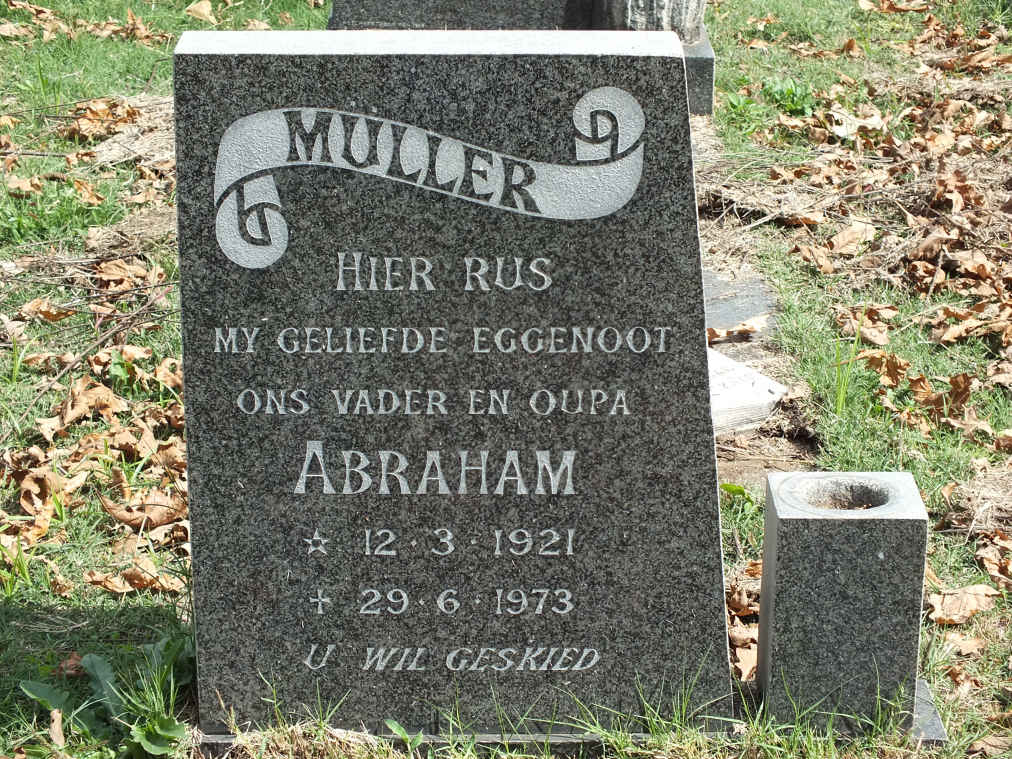 MÜLLER
HIER RUS
MY GELIEFDE EGGENOOT
ONS VADER EN OUPA
ABRAHAM
☆ 12·3·1921
✝ 29·6·1973
U WIL GESKIED